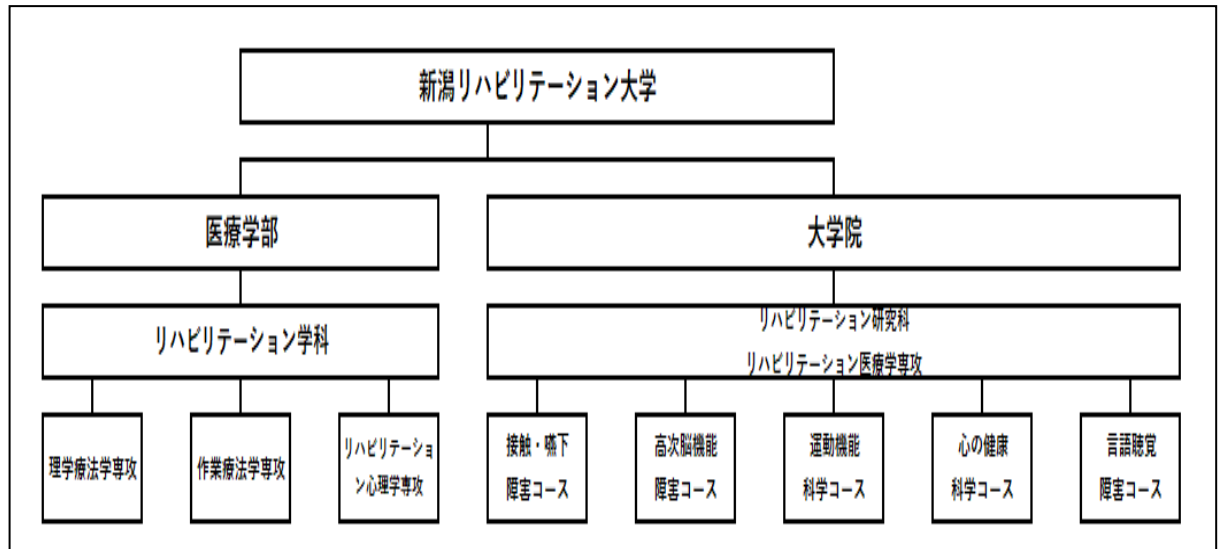 新潟リハビリテーション大学
医療学部
大学院
リハビリテーション学科
リハビリテーション研究科
リハビリテーション医療学専攻
理学療法学専攻
作業療法学専攻
リハビリテーショ
ン心理学専攻
接触・嚥下
障害コース
高次脳機能
障害コース
運動機能
科学コース
心の健康
科学コース
言語聴覚
障害コース